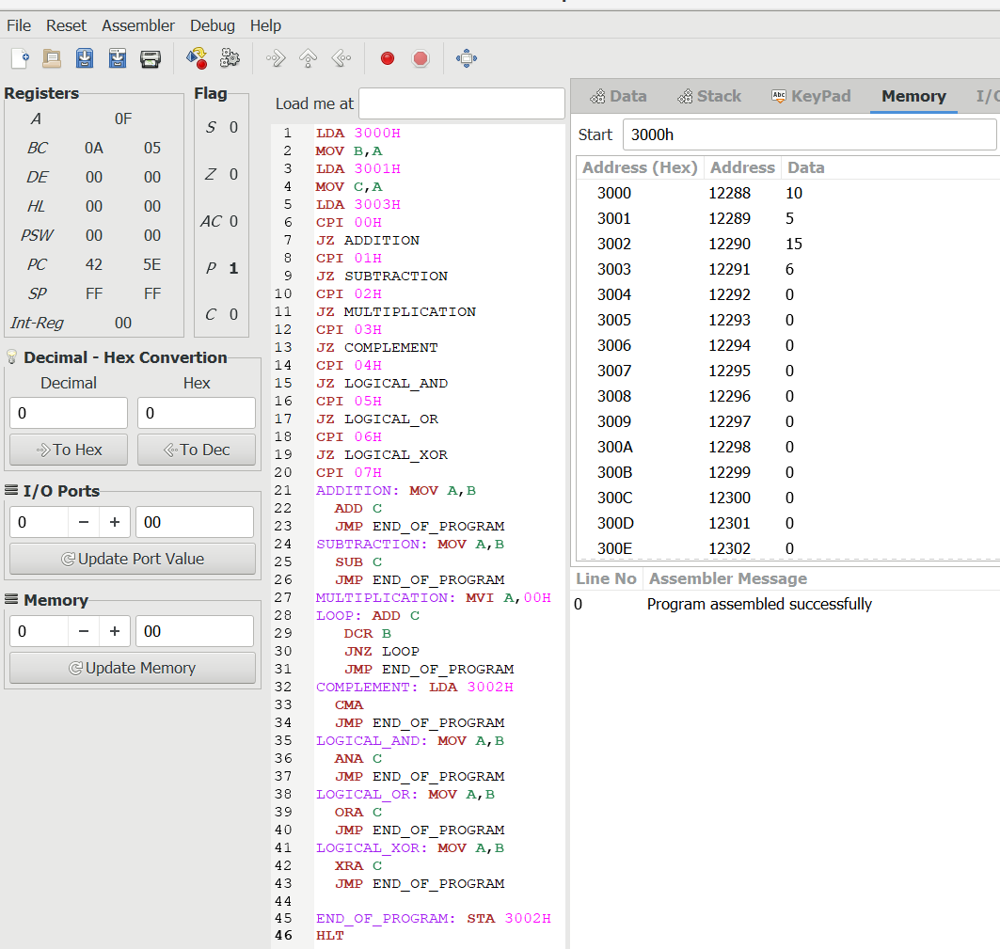 File Reset Assembler Debug Help
Registers
A 0F
BC 0A 05
DE 00 00
HL 00 00
PSW 00 00
PC 42 5E
SP FF FF
Int-Reg 00
Flag
S 0
Z 0
AC 0
P 1
C 0
Decimal - Hex Convertion
Decimal Hex
0 0
To Hex To Dec
I/O Ports
0 − + 00
Update Port Value
Memory
0 − + 00
Update Memory
Load me at
1 LDA 3000H
2 MOV B,A
3 LDA 3001H
4 MOV C,A
5 LDA 3003H
6 CPI 00H
7 JZ ADDITION
8 CPI 01H
9 JZ SUBTRACTION
10 CPI 02H
11 JZ MULTIPLICATION
12 CPI 03H
13 JZ COMPLEMENT
14 CPI 04H
15 JZ LOGICAL_AND
16 CPI 05H
17 JZ LOGICAL_OR
18 CPI 06H
19 JZ LOGICAL_XOR
20 CPI 07H
21 ADDITION: MOV A,B
22 ADD C
23 JMP END_OF_PROGRAM
24 SUBTRACTION: MOV A,B
25 SUB C
26 JMP END_OF_PROGRAM
27 MULTIPLICATION: MVI A,00H
28 LOOP: ADD C
29 DCR B
30 JNZ LOOP
31 JMP END_OF_PROGRAM
32 COMPLEMENT: LDA 3002H
33 CMA
34 JMP END_OF_PROGRAM
35 LOGICAL_AND: MOV A,B
36 ANA C
37 JMP END_OF_PROGRAM
38 LOGICAL_OR: MOV A,B
39 ORA C
40 JMP END_OF_PROGRAM
41 LOGICAL_XOR: MOV A,B
42 XRA C
43 JMP END_OF_PROGRAM
44
45 END_OF_PROGRAM: STA 3002H
46 HLT
Data Stack Abc KeyPad Memory
Start 3000h
Address (Hex) Address Data
3000 12288 10
3001 12289 5
3002 12290 15
3003 12291 6
3004 12292 0
3005 12293 0
3006 12294 0
3007 12295 0
3008 12296 0
3009 12297 0
300A 12298 0
300B 12299 0
300C 12300 0
300D 12301 0
300E 12302 0
Line No Assembler Message
0 Program assembled successfully